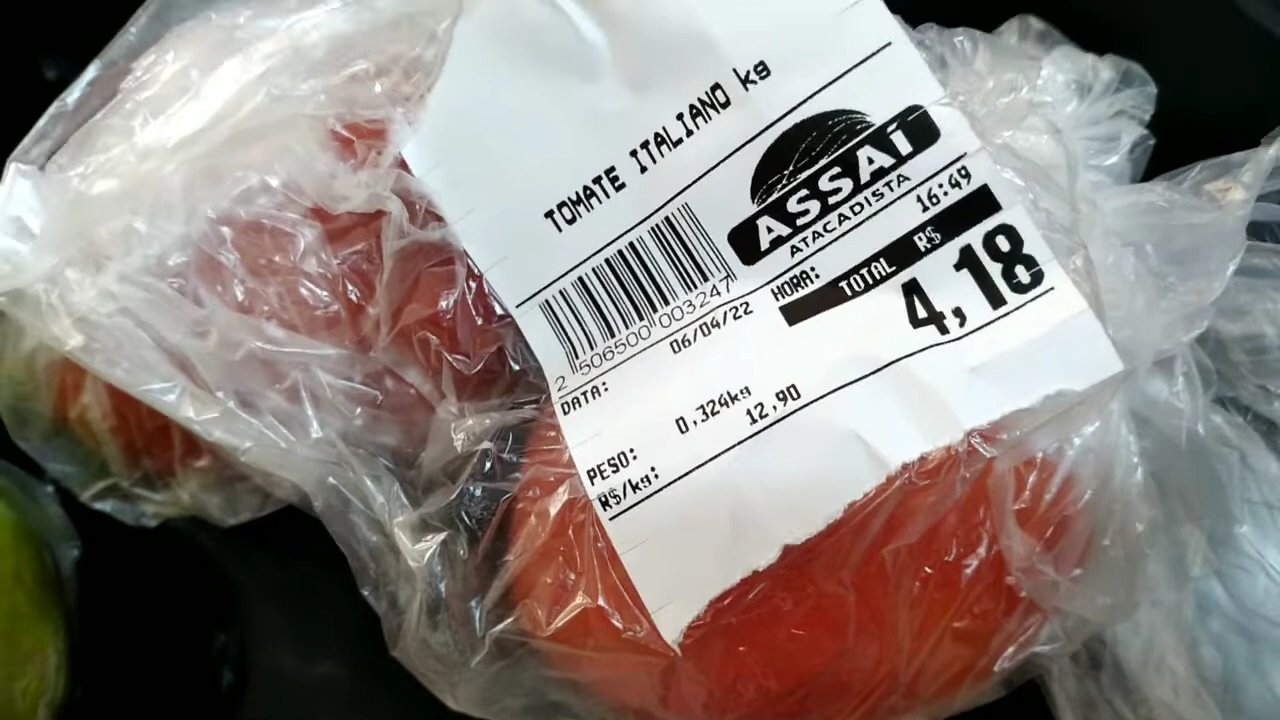 TOMATE ITALIANO kg
ASSAÍ
ATACADISTA
2 506500 003247
DATA: 06/04/22
HORA: 16:49
TOTAL R$
4,18
PESO: 0,324kg
R$/kg: 12,90